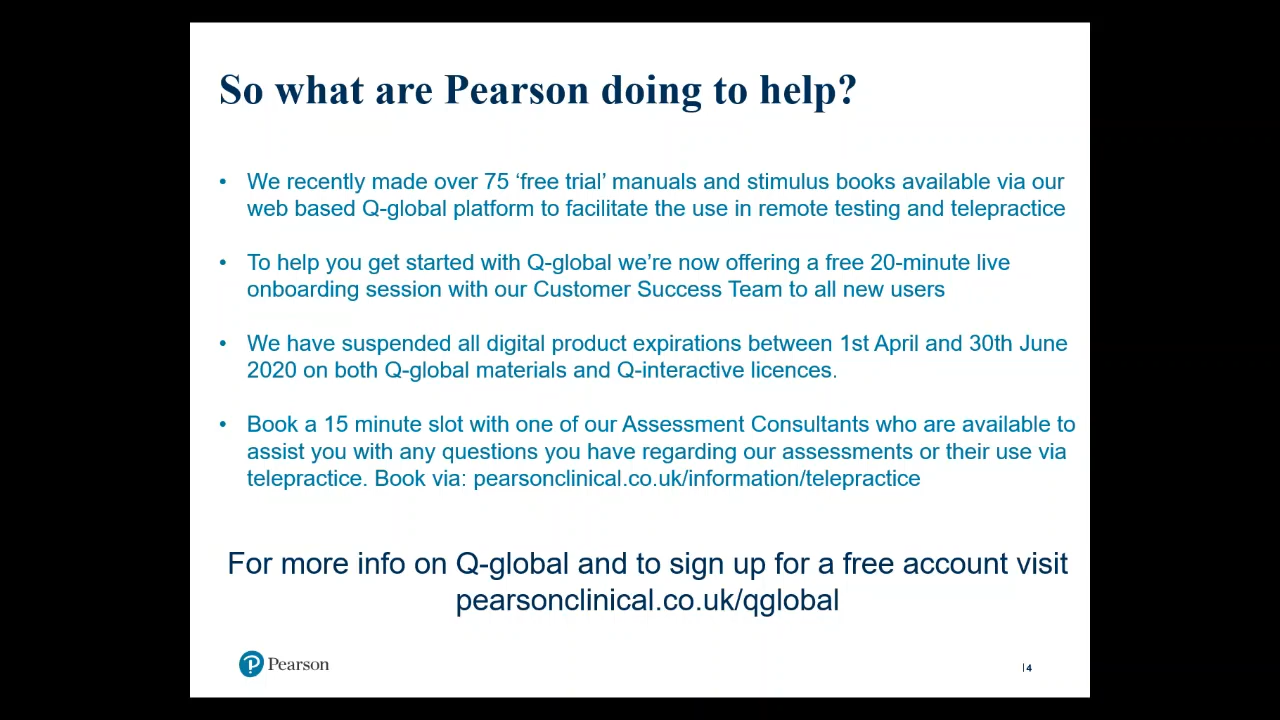 So what are Pearson doing to help?
• We recently made over 75 ‘free trial’ manuals and stimulus books available via our
web based Q-global platform to facilitate the use in remote testing and telepractice
• To help you get started with Q-global we’re now offering a free 20-minute live
onboarding session with our Customer Success Team to all new users
• We have suspended all digital product expirations between 1st April and 30th June
2020 on both Q-global materials and Q-interactive licences.
• Book a 15 minute slot with one of our Assessment Consultants who are available to
assist you with any questions you have regarding our assessments or their use via
telepractice. Book via: pearsonclinical.co.uk/information/telepractice
For more info on Q-global and to sign up for a free account visit
pearsonclinical.co.uk/qglobal
Pearson
| 4